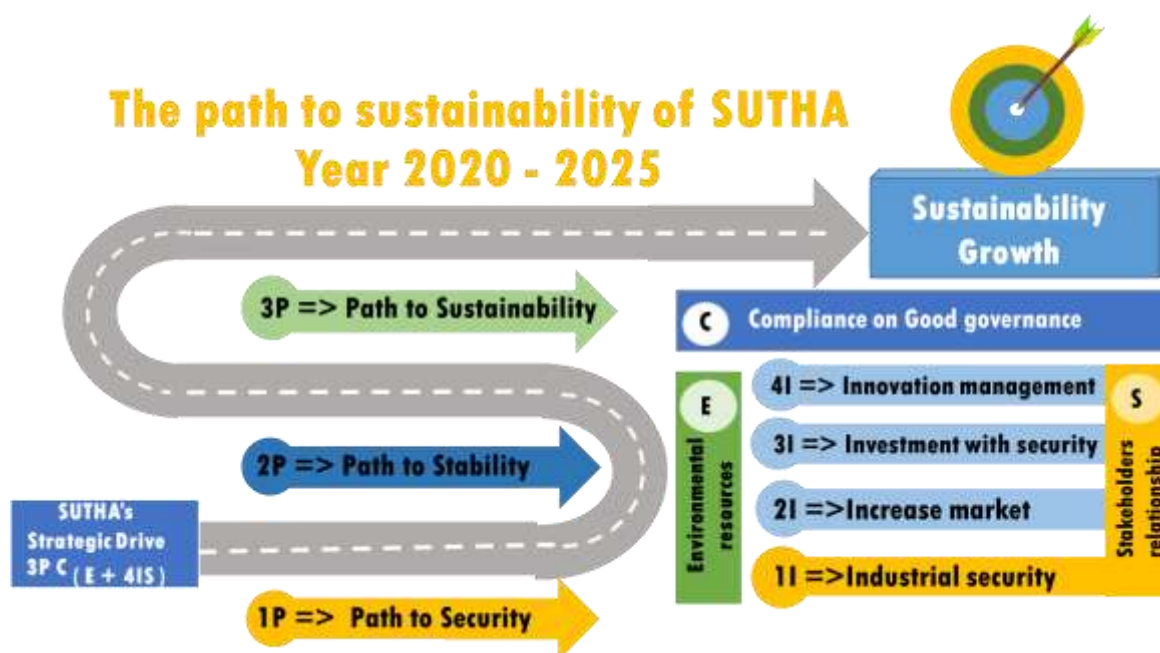 The path to sustainability of SUTHA
Year 2020 - 2025
Sustainability
Growth
3P => Path to Sustainability
2P => Path to Stability
SUTHA's
Strategic Drive
3P C (E + 4IS)
1P => Path to Security
C Compliance on Good governance
E
Environmental
resources
4I => Innovation management
3I => Investment with security
2I =>Increase market
1I =>Industrial security
S
Stakeholders
relationship